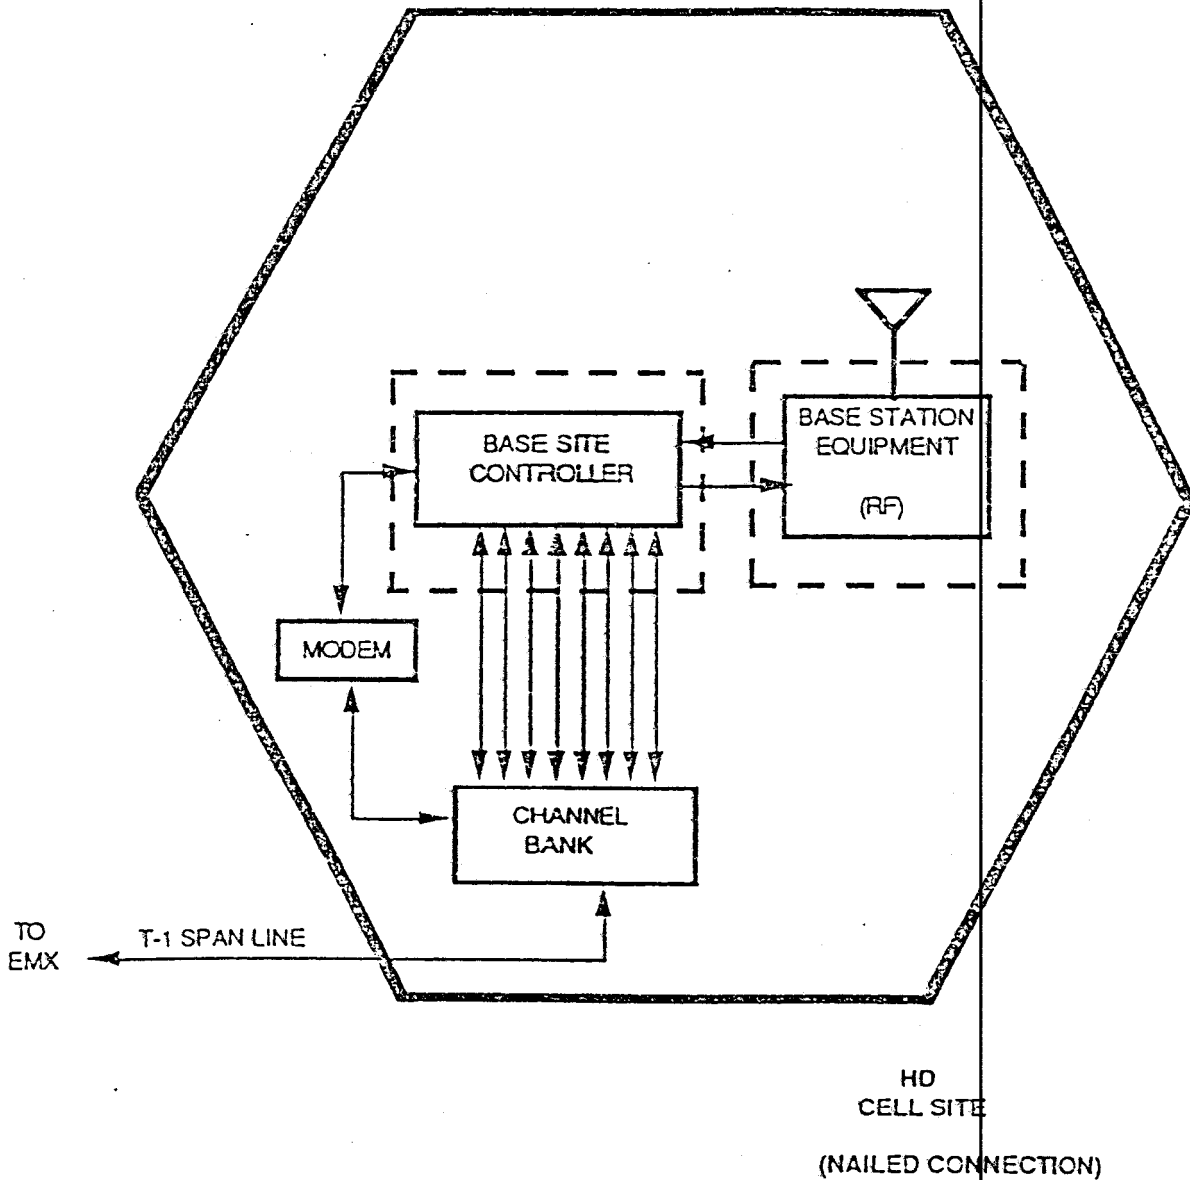 BASE STATION
EQUIPMENT
(RF)
BASE SITE
CONTROLLER
MODEM
CHANNEL
BANK
TO
EMX
T-1 SPAN LINE
HD
CELL SITE
(NAILED CONNECTION)